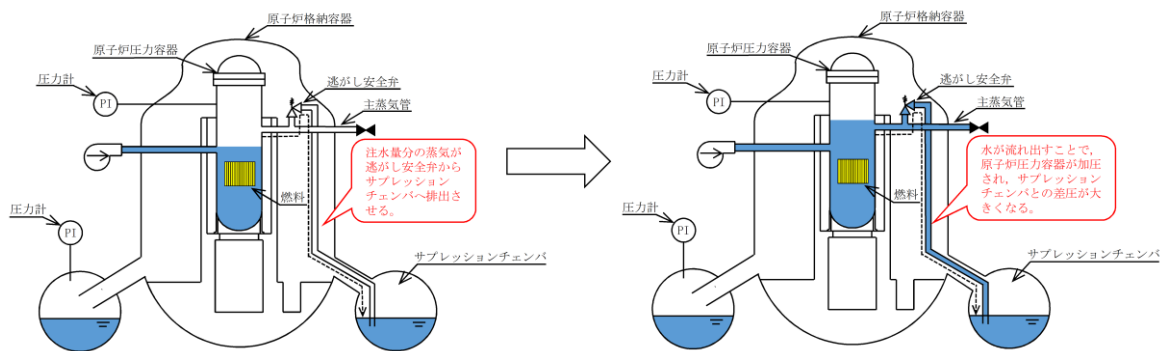 原子炉格納容器
原子炉圧力容器
圧力計
PI
逃がし安全弁
主蒸気管
注水量分の蒸気が
逃がし安全弁から
サプレッション
チェンバへ排出さ
せる。
燃料
圧力計
PI
サプレッションチェンバ
原子炉格納容器
原子炉圧力容器
圧力計
PI
逃がし安全弁
主蒸気管
水が流れ出すことで，
原子炉圧力容器が加圧
され，サプレッション
チェンバとの差圧が大
きくなる。
燃料
圧力計
PI
サプレッションチェンバ